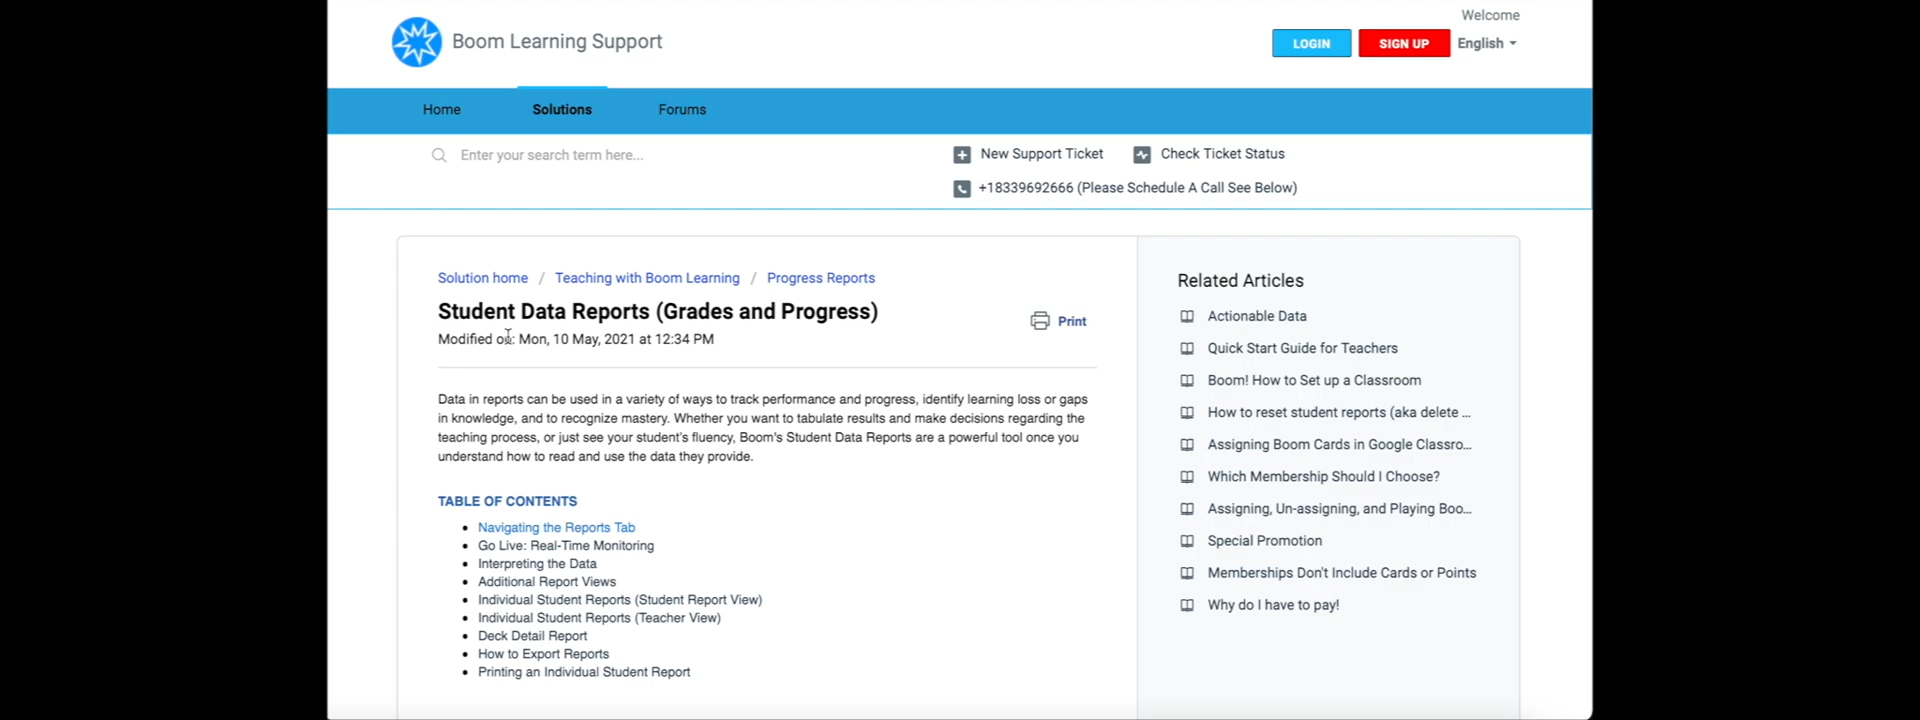 Welcome
Boom Learning Support
LOGIN
SIGN UP
English
Home
Solutions
Forums
Enter your search term here...
New Support Ticket
Check Ticket Status
+18339692666 (Please Schedule A Call See Below)
Solution home / Teaching with Boom Learning / Progress Reports
Student Data Reports (Grades and Progress)
Print
Modified on: Mon, 10 May, 2021 at 12:34 PM
Data in reports can be used in a variety of ways to track performance and progress, identify learning loss or gaps
in knowledge, and to recognize mastery. Whether you want to tabulate results and make decisions regarding the
teaching process, or just see your student's fluency, Boom's Student Data Reports are a powerful tool once you
understand how to read and use the data they provide.
TABLE OF CONTENTS
Navigating the Reports Tab
Go Live: Real-Time Monitoring
Interpreting the Data
Additional Report Views
Individual Student Reports (Student Report View)
Individual Student Reports (Teacher View)
Deck Detail Report
How to Export Reports
Printing an Individual Student Report
Related Articles
Actionable Data
Quick Start Guide for Teachers
Boom! How to Set up a Classroom
How to reset student reports (aka delete ...
Assigning Boom Cards in Google Classro...
Which Membership Should I Choose?
Assigning, Un-assigning, and Playing Boo...
Special Promotion
Memberships Don't Include Cards or Points
Why do I have to pay!